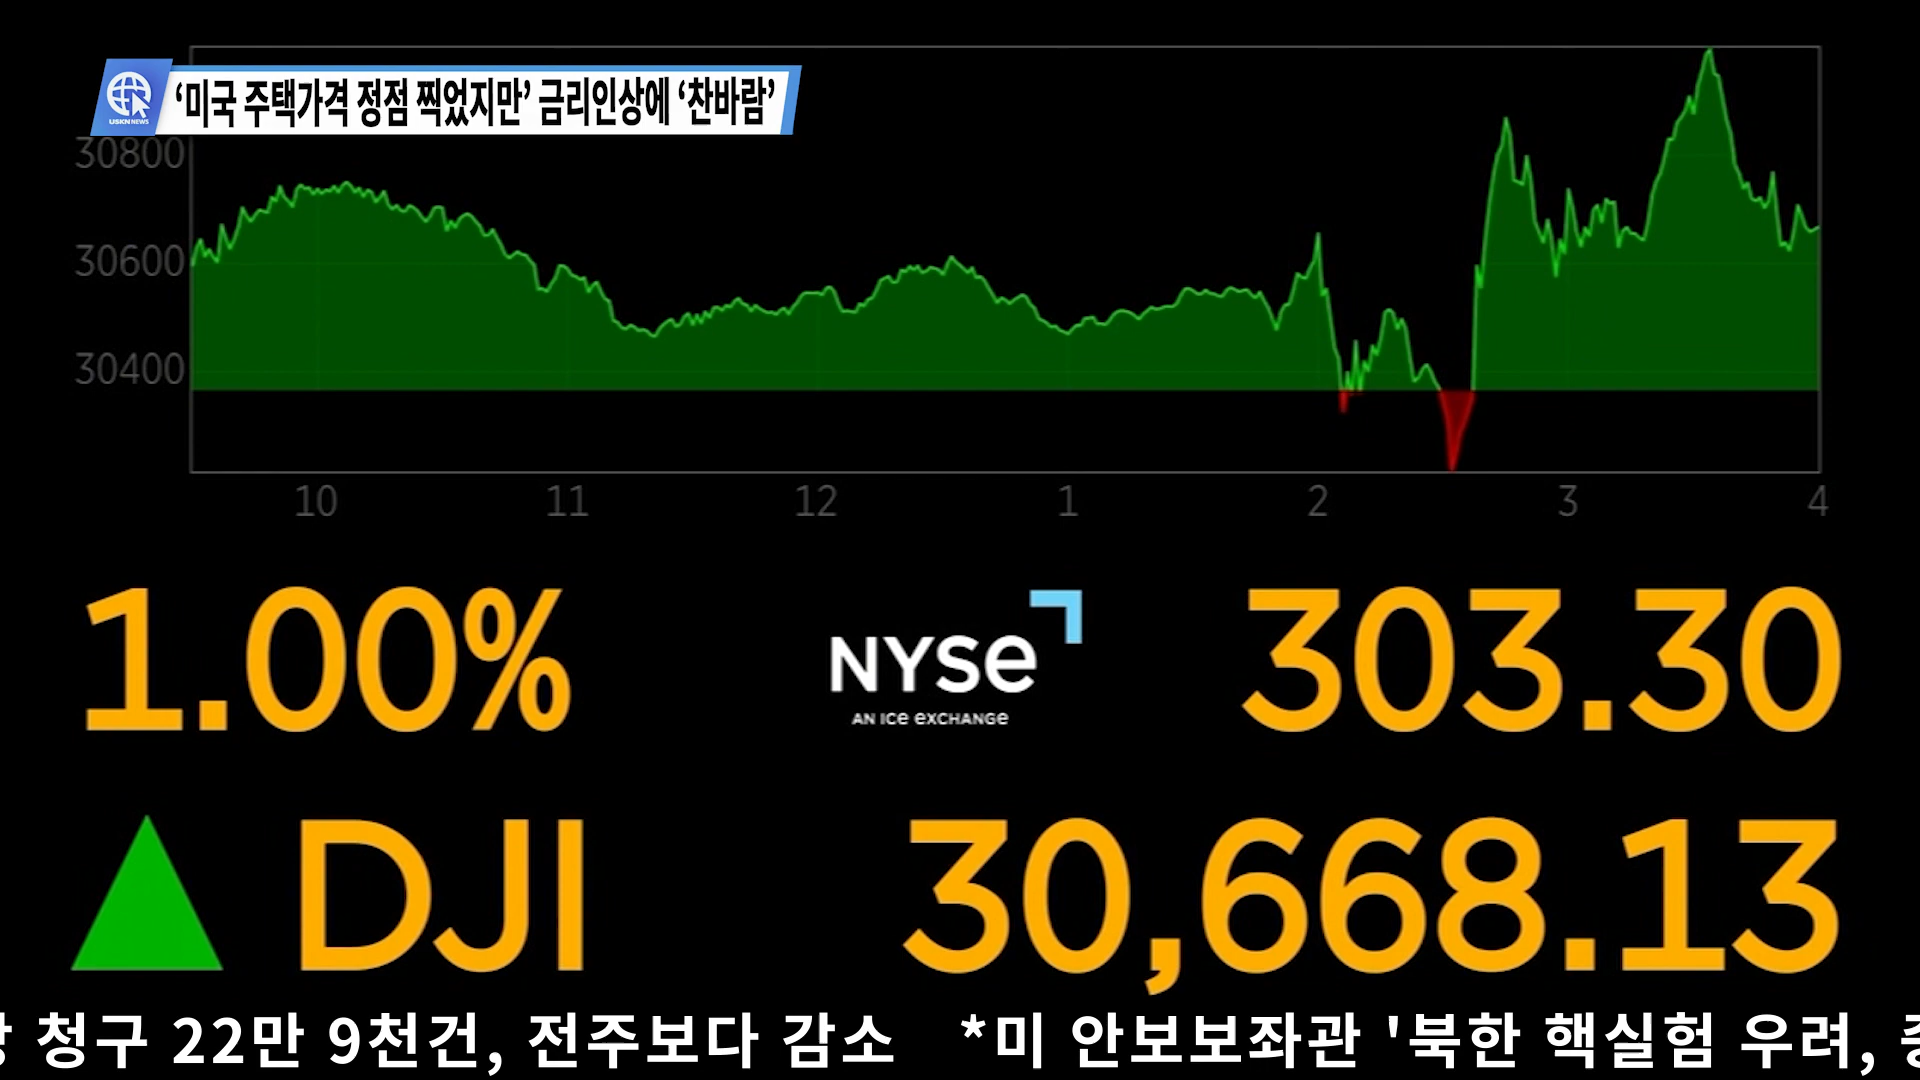 ‘미국 주택가격 정점 찍었지만’ 금리인상에 ‘찬바람’
USKN NEWS
30800
30600
30400
10 11 12 1 2 3 4
1.00% NYSE 303.30
AN ICE EXCHANGE
DJI 30,668.13
청구 22만 9천건, 전주보다 감소 *미 안보보좌관 '북한 핵실험 우려,